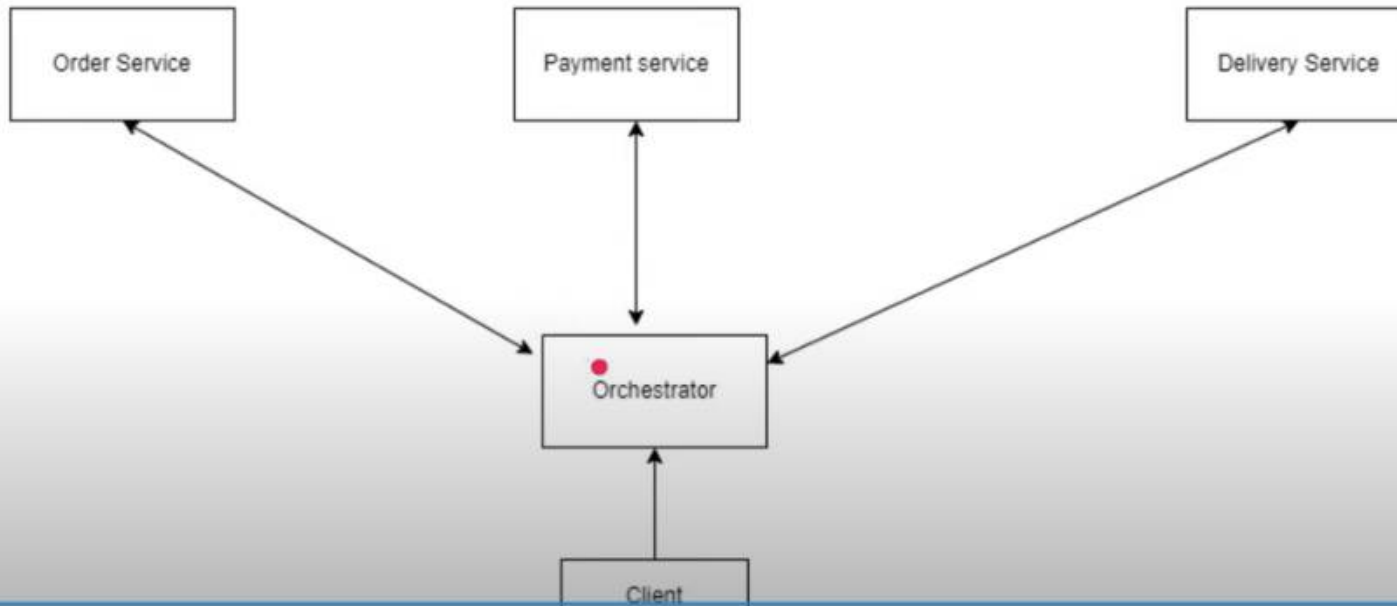 Order Service
Payment service
Delivery Service
Orchestrator
Client